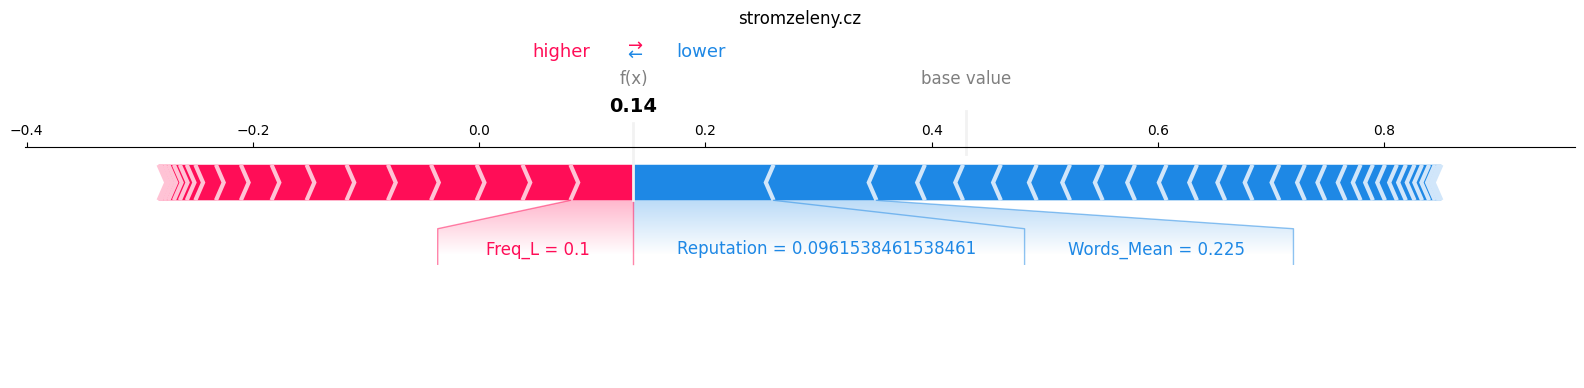 stromzeleny.cz
higher ⇄ lower
f(x) base value
0.14
−0.4 −0.2 0.0 0.2 0.4 0.6 0.8
Freq_L = 0.1 Reputation = 0.0961538461538461 Words_Mean = 0.225